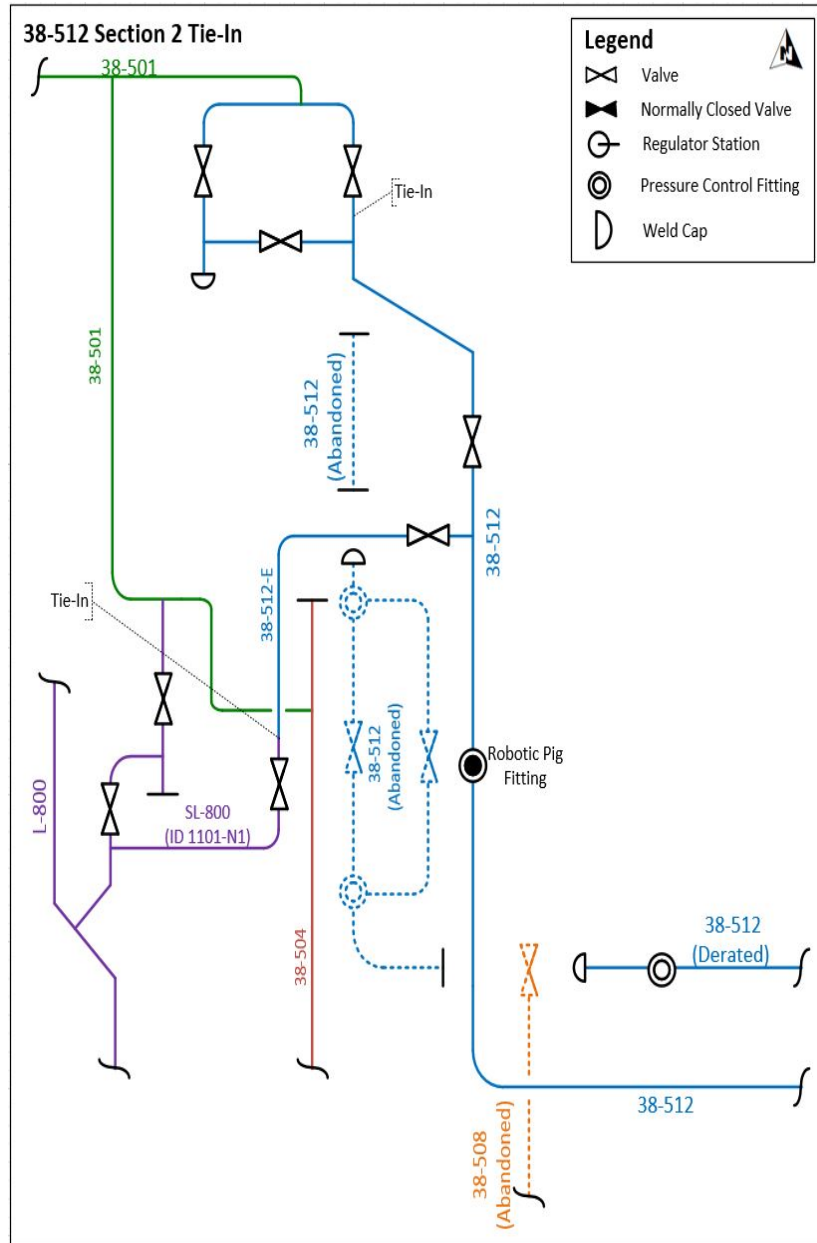 38-512 Section 2 Tie-In
Legend
N
Valve
Normally Closed Valve
Regulator Station
Pressure Control Fitting
Weld Cap
38-501
Tie-In
38-501
38-512
(Abandoned)
38-512
38-512-E
Tie-In
38-512
(Abandoned)
Robotic Pig
Fitting
L-800
SL-800
(ID 1101-N1)
38-504
38-512
(Derated)
38-512
38-508
(Abandoned)